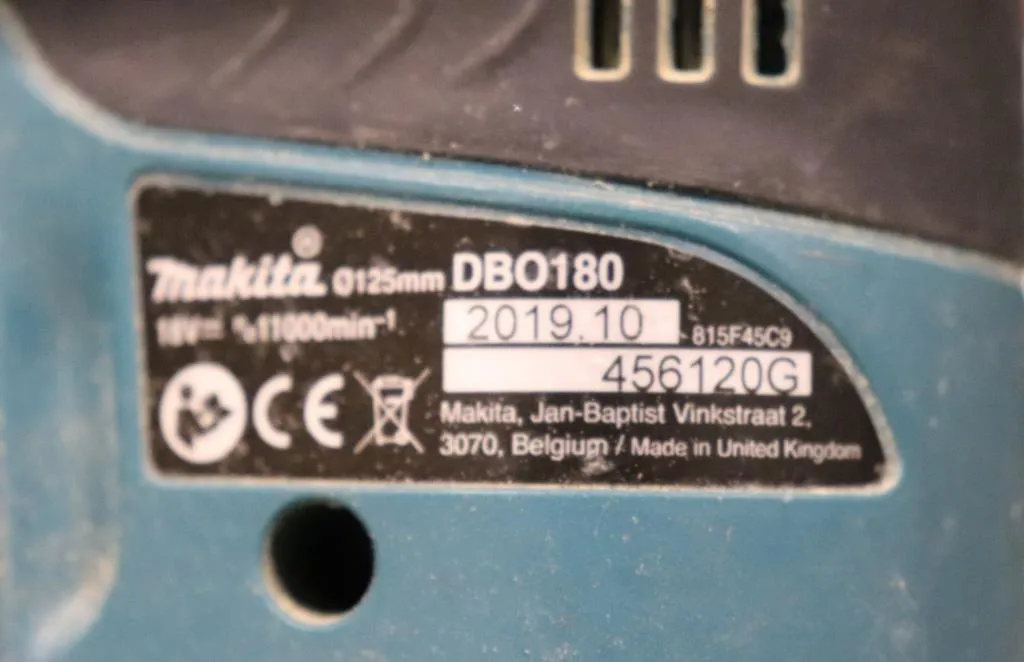 makita Ø125mm DBO180
18V 11000min⁻¹ 2019.10 815F45C9
456120G
CE
Makita, Jan-Baptist Vinkstraat 2,
3070, Belgium / Made in United Kingdom